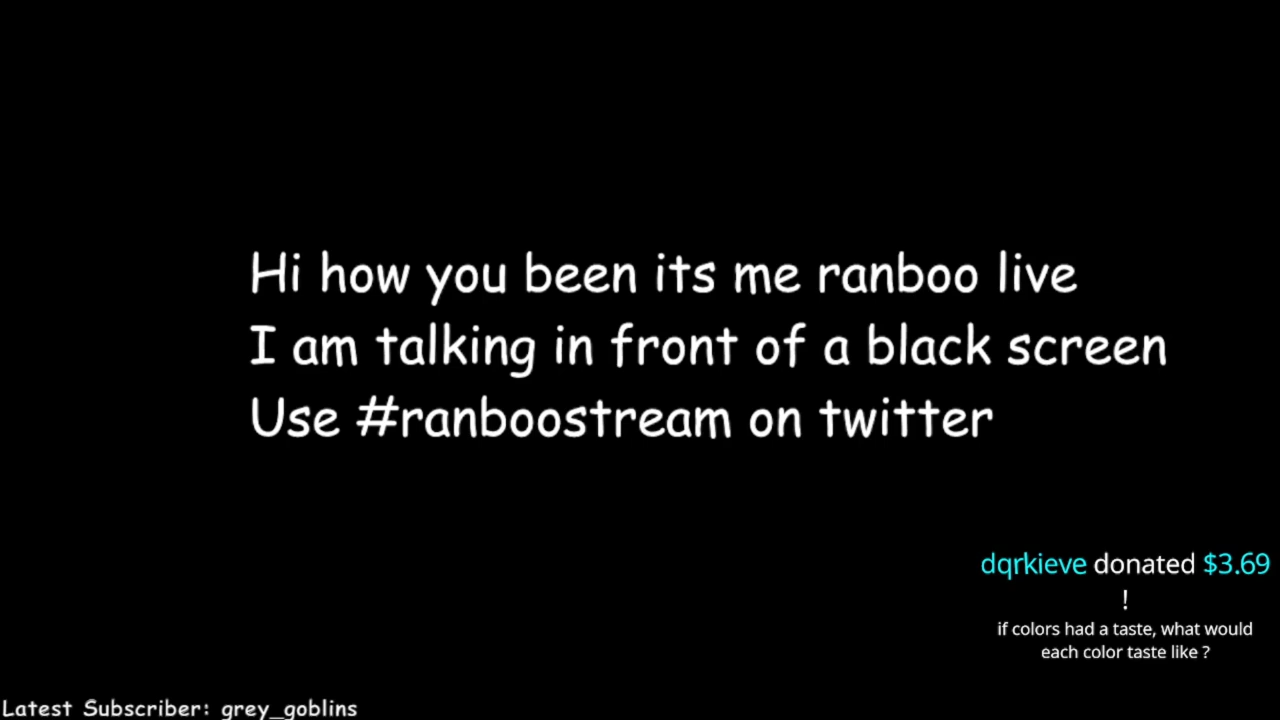 Hi how you been its me ranboo live
I am talking in front of a black screen
Use #ranboostream on twitter
dqrkieve donated $3.69
!
if colors had a taste, what would
each color taste like ?
Latest Subscriber: grey_goblins